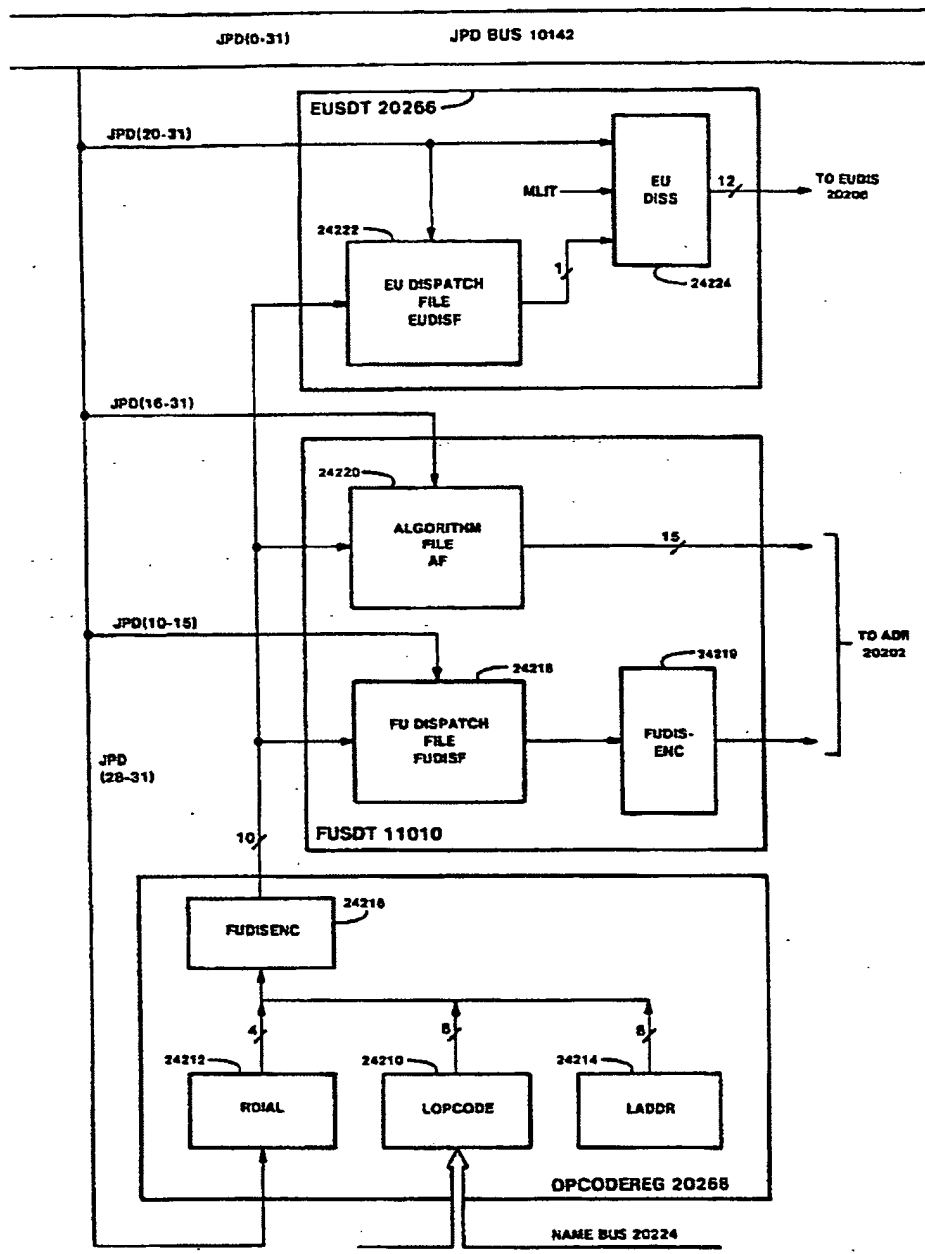 JPD(0-31) JPD BUS 10142
EUSDT 20266
JPD(20-31)
EU
DISS
MLIT
12
TO EUDIS
20206
24222
EU DISPATCH
FILE
EUDISF
1
24224
JPD(16-31)
24220
ALGORITHM
FILE
AF
15
JPD(10-15)
24218
24219
TO ADR
20202
FU DISPATCH
FILE
FUDISF
FUDIS-
ENC
JPD
(28-31)
FUSDT 11010
10
FUDISENC
24216
4
8
8
24212
24210
24214
RDIAL
LOPCODE
LADDR
OPCODEREG 20268
NAME BUS 20224